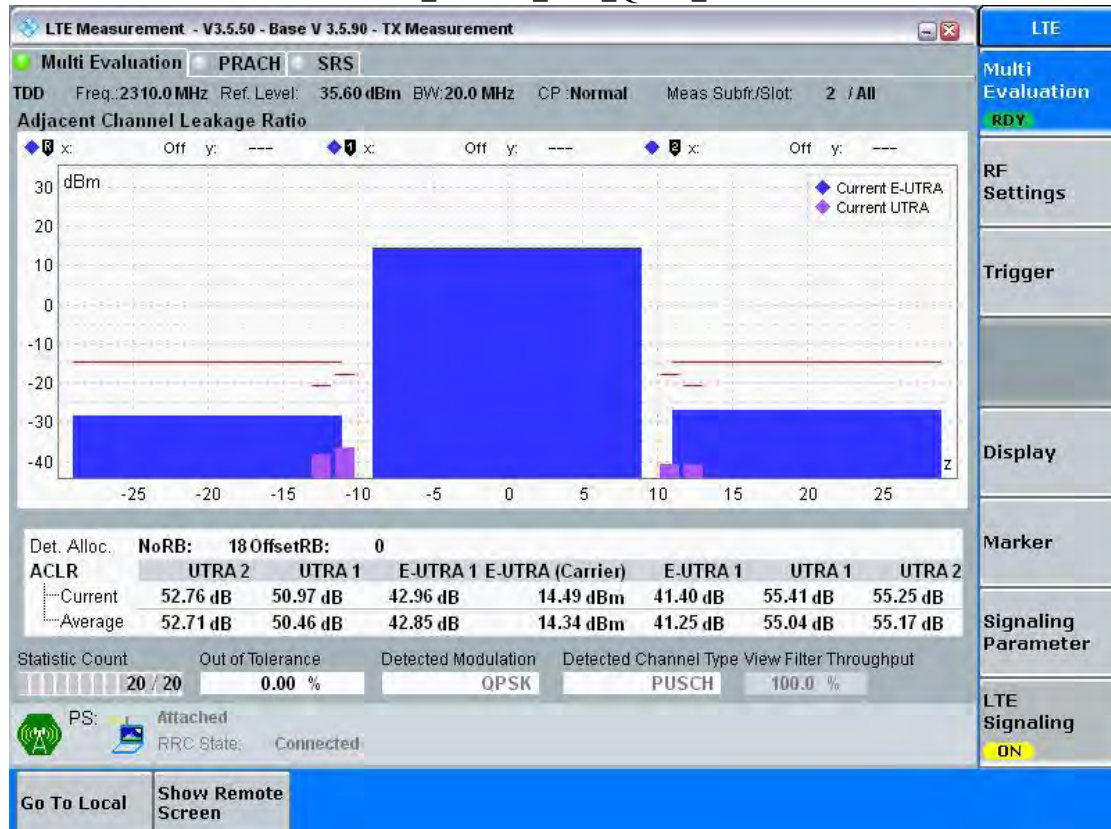 LTE Measurement - V3.5.50 - Base V 3.5.90 - TX Measurement
LTE
Multi Evaluation PRACH SRS
Multi Evaluation
RDY
TDD Freq.:2310.0 MHz Ref. Level: 35.60 dBm BW:20.0 MHz CP :Normal Meas Subfr./Slot: 2 / All
Adjacent Channel Leakage Ratio
R x: Off y: --- 1 x: Off y: --- 2 x: Off y: ---
dBm
Current E-UTRA
Current UTRA
30
20
10
0
-10
-20
-30
-40
z
-25 -20 -15 -10 -5 0 5 10 15 20 25
RF Settings
Trigger
Display
Marker
Signaling Parameter
LTE Signaling
ON
Det. Alloc. NoRB: 18 OffsetRB: 0
ACLR UTRA 2 UTRA 1 E-UTRA 1 E-UTRA (Carrier) E-UTRA 1 UTRA 1 UTRA 2
Current 52.76 dB 50.97 dB 42.96 dB 14.49 dBm 41.40 dB 55.41 dB 55.25 dB
Average 52.71 dB 50.46 dB 42.85 dB 14.34 dBm 41.25 dB 55.04 dB 55.17 dB
Statistic Count Out of Tolerance Detected Modulation Detected Channel Type View Filter Throughput
20 / 20 0.00 % QPSK PUSCH 100.0 %
PS: Attached
RRC State: Connected
Go To Local
Show Remote Screen